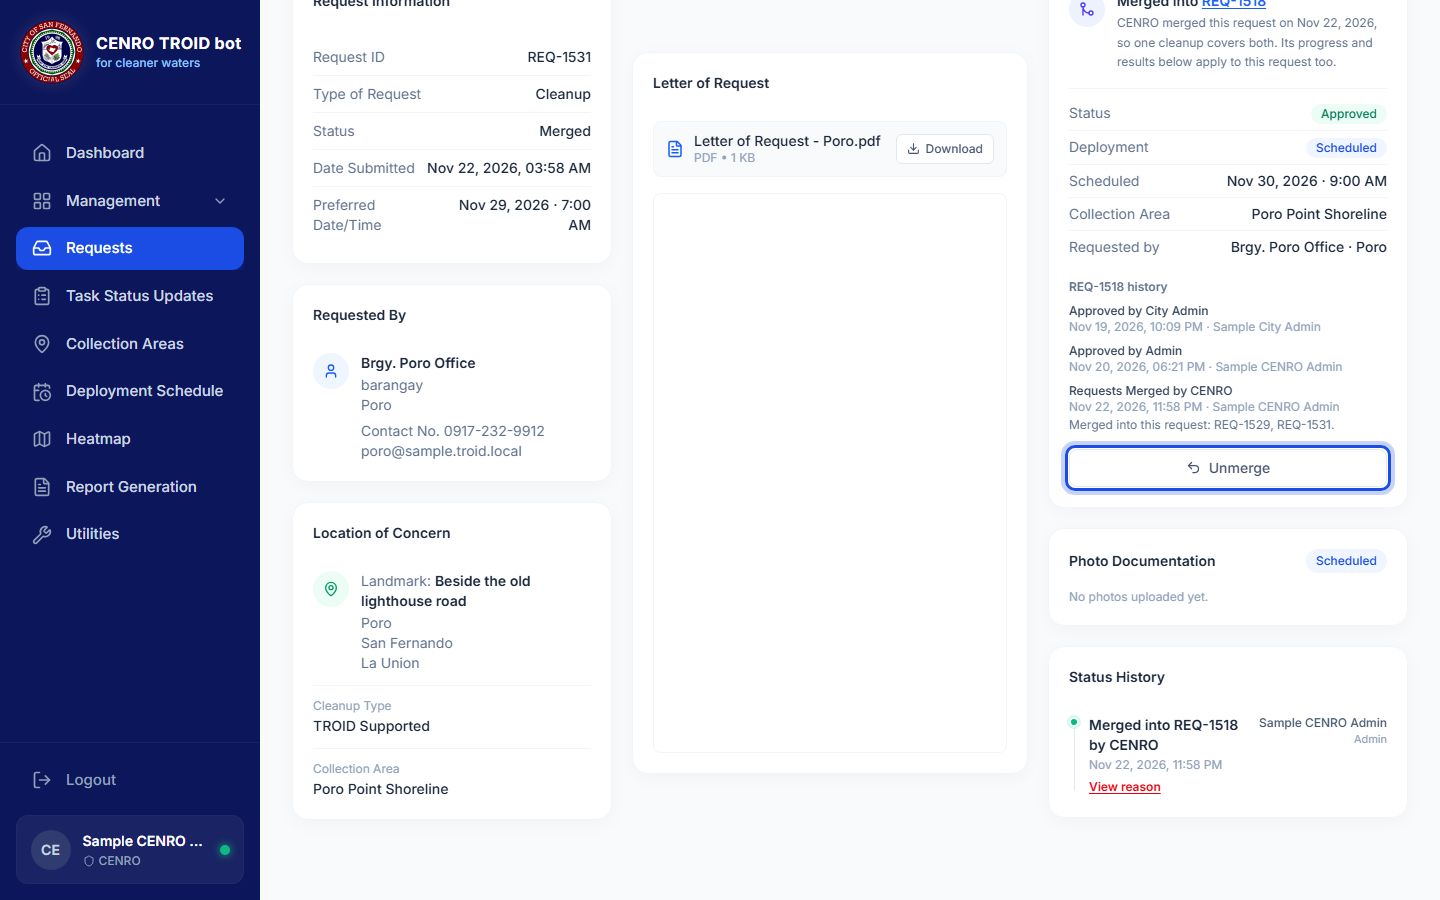 CITY OF SAN FERNANDO
OFFICIAL SEAL
CENRO TROID bot
for cleaner waters
Dashboard
Management
Requests
Task Status Updates
Collection Areas
Deployment Schedule
Heatmap
Report Generation
Utilities
Logout
CE
Sample CENRO ...
CENRO
Request Information
Request ID
REQ-1531
Type of Request
Cleanup
Status
Merged
Date Submitted
Nov 22, 2026, 03:58 AM
Preferred
Date/Time
Nov 29, 2026 · 7:00
AM
Requested By
Brgy. Poro Office
barangay
Poro
Contact No. 0917-232-9912
poro@sample.troid.local
Location of Concern
Landmark: Beside the old
lighthouse road
Poro
San Fernando
La Union
Cleanup Type
TROID Supported
Collection Area
Poro Point Shoreline
Letter of Request
Letter of Request - Poro.pdf
PDF • 1 KB
Download
Merged into REQ-1518
CENRO merged this request on Nov 22, 2026,
so one cleanup covers both. Its progress and
results below apply to this request too.
Status
Approved
Deployment
Scheduled
Scheduled
Nov 30, 2026 · 9:00 AM
Collection Area
Poro Point Shoreline
Requested by
Brgy. Poro Office · Poro
REQ-1518 history
Approved by City Admin
Nov 19, 2026, 10:09 PM · Sample City Admin
Approved by Admin
Nov 20, 2026, 06:21 PM · Sample CENRO Admin
Requests Merged by CENRO
Nov 22, 2026, 11:58 PM · Sample CENRO Admin
Merged into this request: REQ-1529, REQ-1531.
Unmerge
Photo Documentation
Scheduled
No photos uploaded yet.
Status History
Merged into REQ-1518
by CENRO
Sample CENRO Admin
Admin
Nov 22, 2026, 11:58 PM
View reason